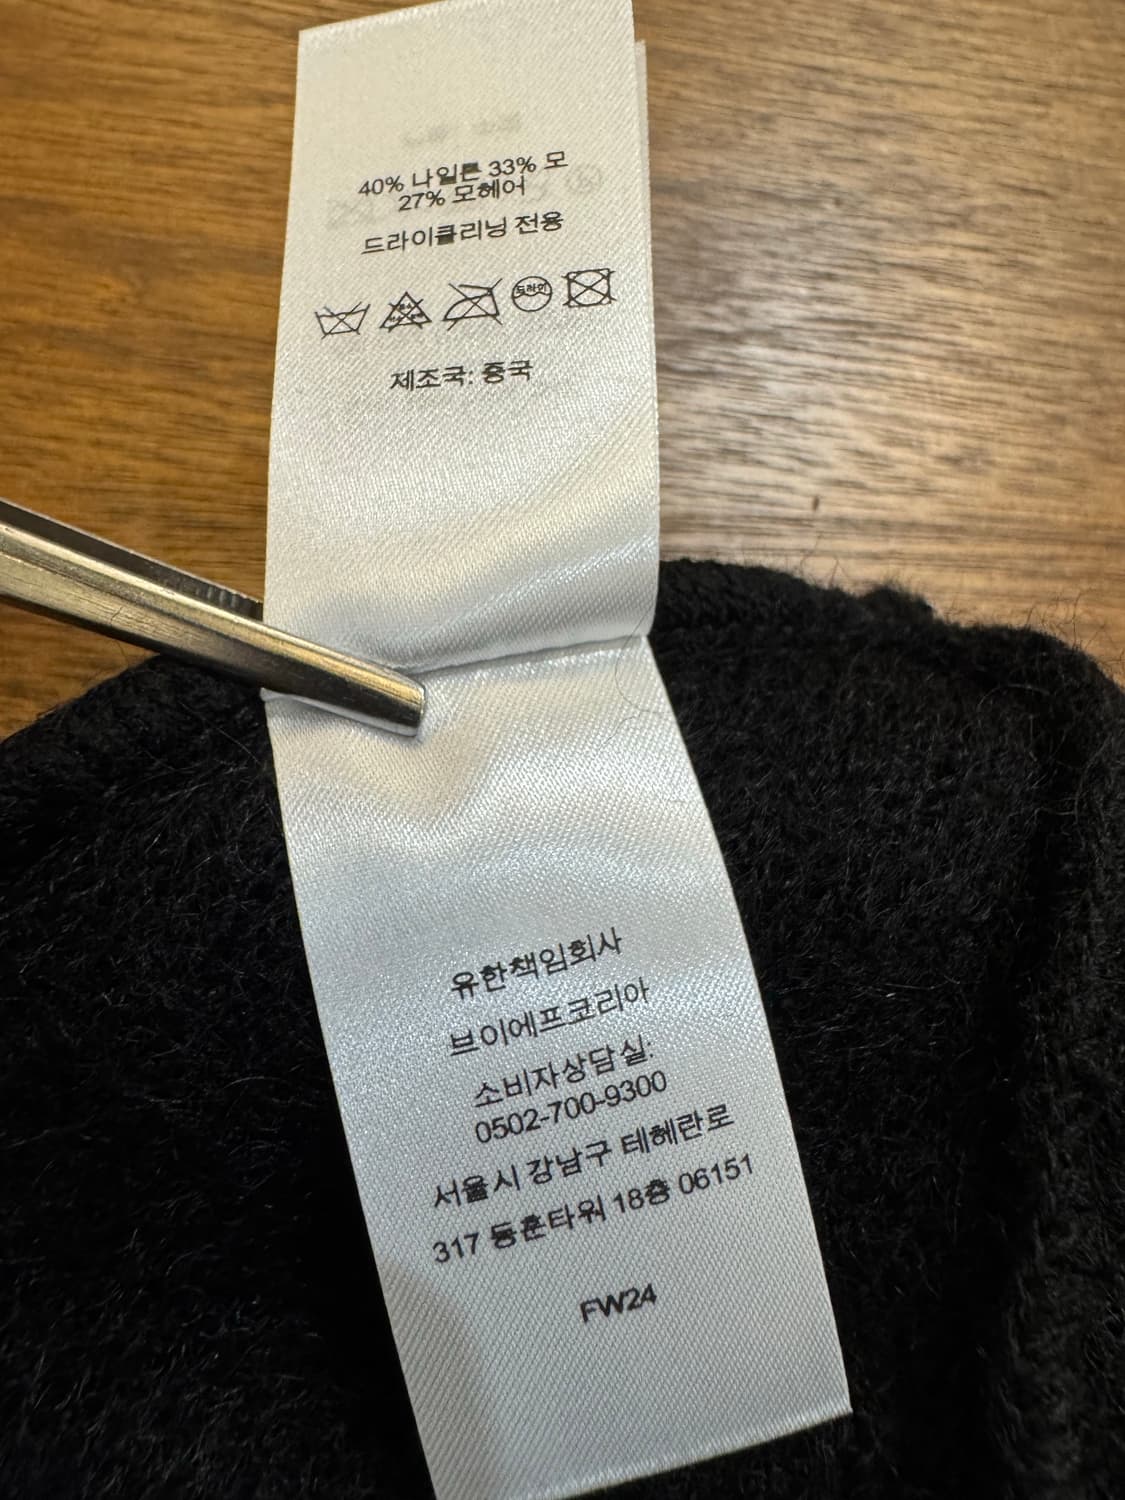 40% 나일론 33% 모
27% 모헤어
드라이클리닝 전용
드라이
제조국: 중국
유한책임회사
브이에프코리아
소비자상담실:
0502-700-9300
서울시 강남구 테헤란로
317 동훈타워 18층 06151
FW24